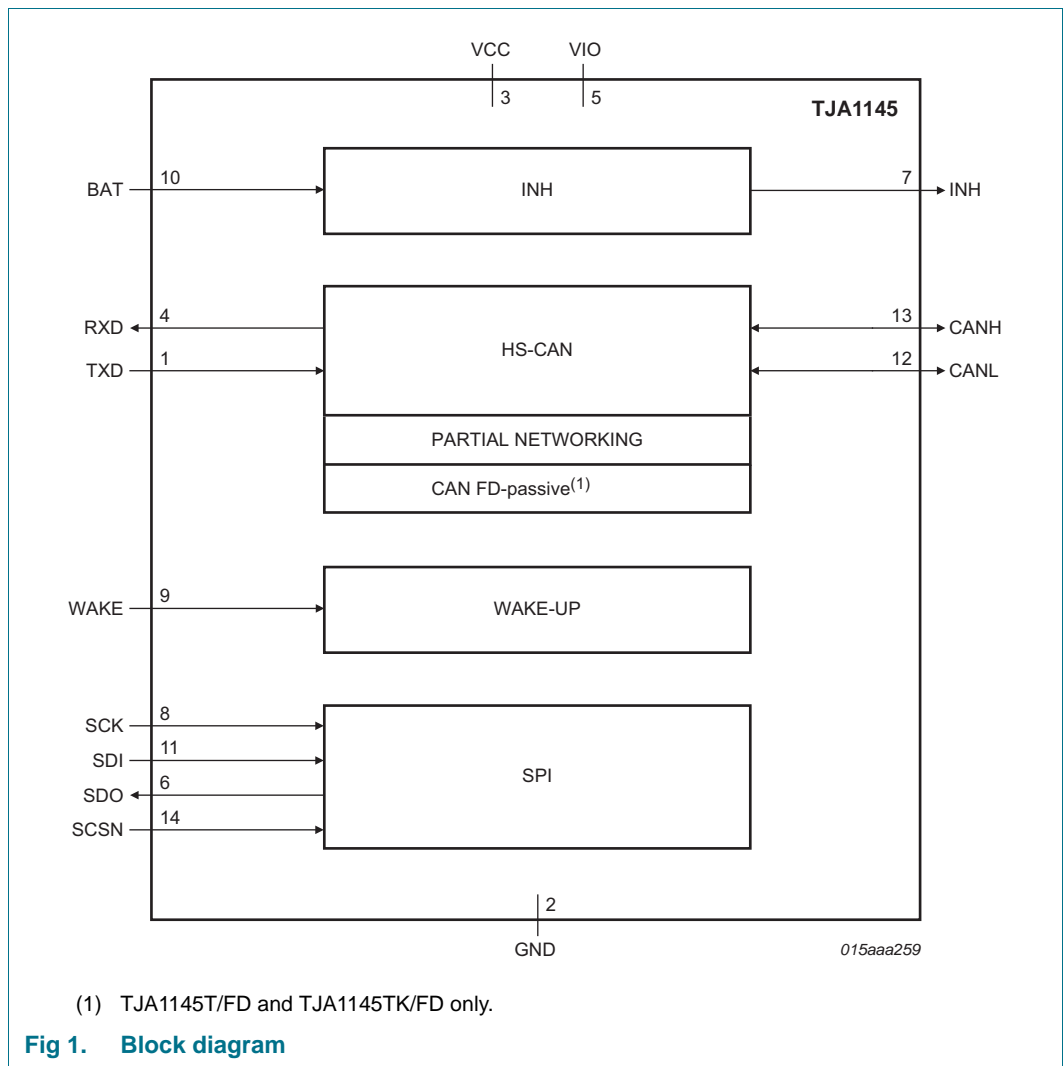 VCC VIO
3 5
TJA1145
BAT 10 INH 7 INH
RXD 4 13 CANH
HS-CAN
TXD 1 12 CANL
PARTIAL NETWORKING
CAN FD-passive(1)
WAKE 9 WAKE-UP
SCK 8
SDI 11
SPI
SDO 6
SCSN 14
2
GND 015aaa259
(1) TJA1145T/FD and TJA1145TK/FD only.
Fig 1. Block diagram